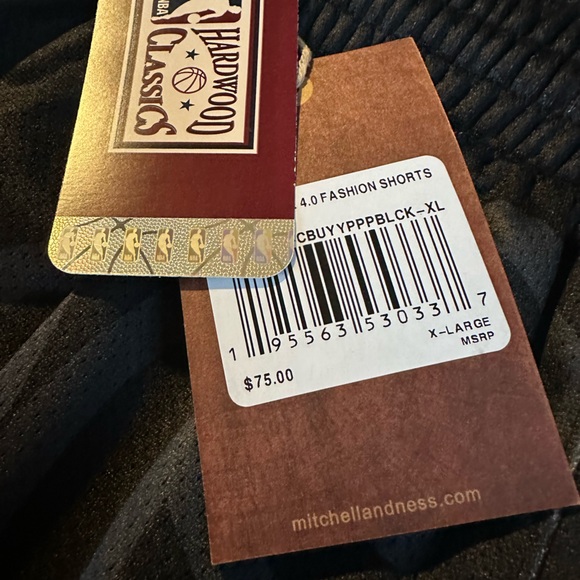 NBA
HARDWOOD
CLASSICS
4.0 FASHION SHORTS
CBUYYPPPBLCK-XL
1 95563 53033 7
X-LARGE
$75.00
MSRP
mitchellandness.com